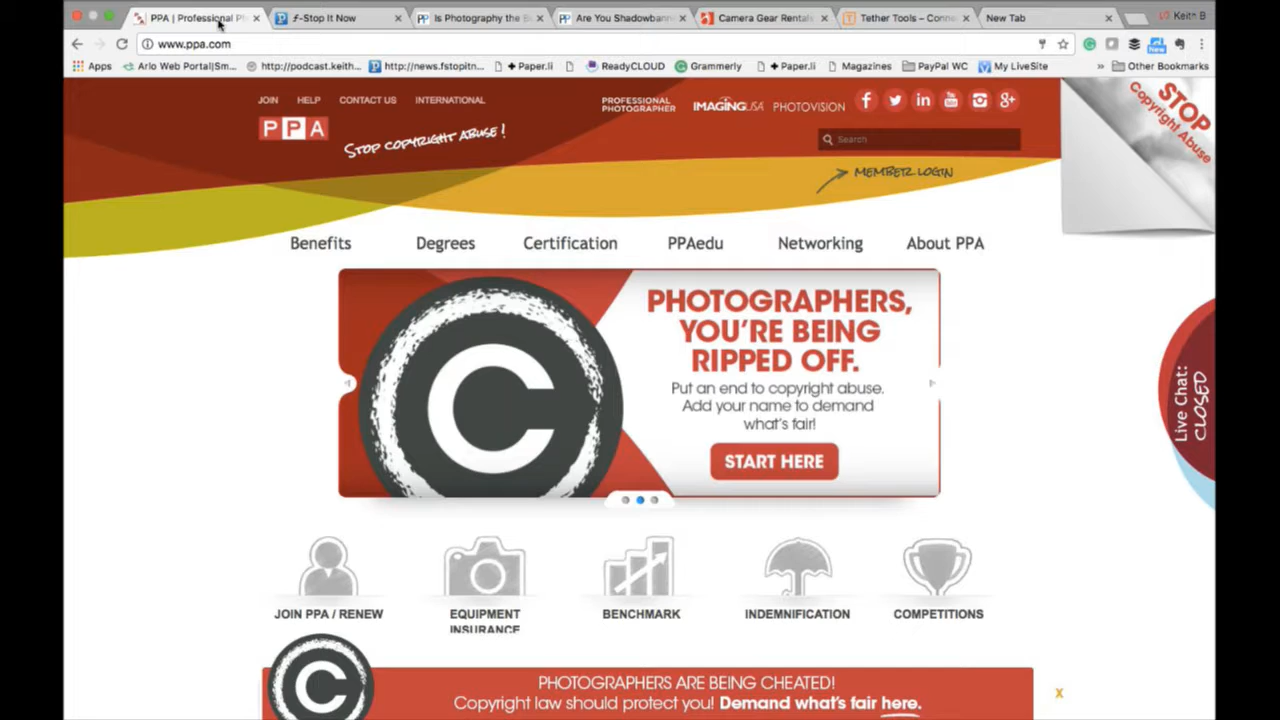 PPA | Professional Ph
f-Stop It Now
Is Photography the B
Are You Shadowbann
Camera Gear Rentals
Tether Tools – Conne
New Tab
Keith B
www.ppa.com
Apps
Arlo Web Portal|Sm...
http://podcast.keith...
http://news.fstopitn...
Paper.li
ReadyCLOUD
Grammerly
Paper.li
Magazines
PayPal WC
My LiveSite
»
Other Bookmarks
New
JOIN
HELP
CONTACT US
INTERNATIONAL
PROFESSIONAL
PHOTOGRAPHER
IMAGINGUSA
PHOTOVISION
PPA
STOP COPYRIGHT ABUSE!
Search
MEMBER LOGIN
STOP
Copyright Abuse
Benefits
Degrees
Certification
PPAedu
Networking
About PPA
C
PHOTOGRAPHERS,
YOU'RE BEING
RIPPED OFF.
Put an end to copyright abuse.
Add your name to demand
what's fair!
START HERE
Live Chat:
CLOSED
JOIN PPA / RENEW
EQUIPMENT
INSURANCE
BENCHMARK
INDEMNIFICATION
COMPETITIONS
C
PHOTOGRAPHERS ARE BEING CHEATED!
Copyright law should protect you! Demand what's fair here.
X